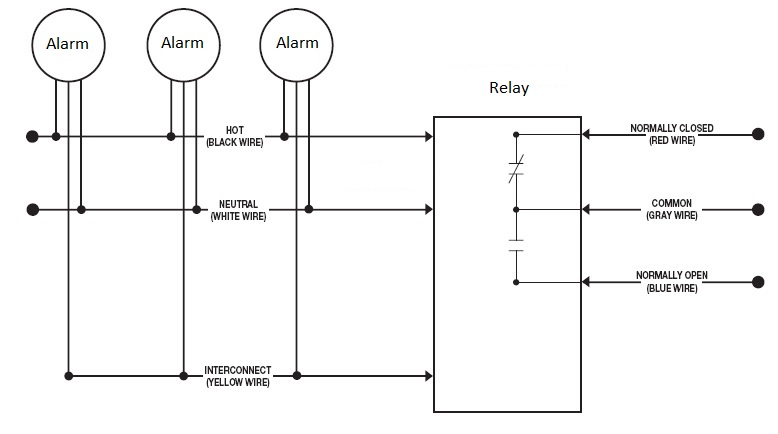 Alarm
Alarm
Alarm
Relay
HOT
(BLACK WIRE)
NORMALLY CLOSED
(RED WIRE)
NEUTRAL
(WHITE WIRE)
COMMON
(GRAY WIRE)
NORMALLY OPEN
(BLUE WIRE)
INTERCONNECT
(YELLOW WIRE)